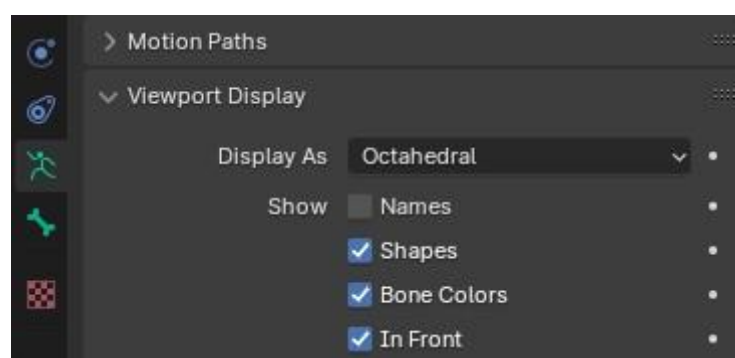 Motion Paths
Viewport Display
Display As Octahedral
Show Names
Shapes
Bone Colors
In Front